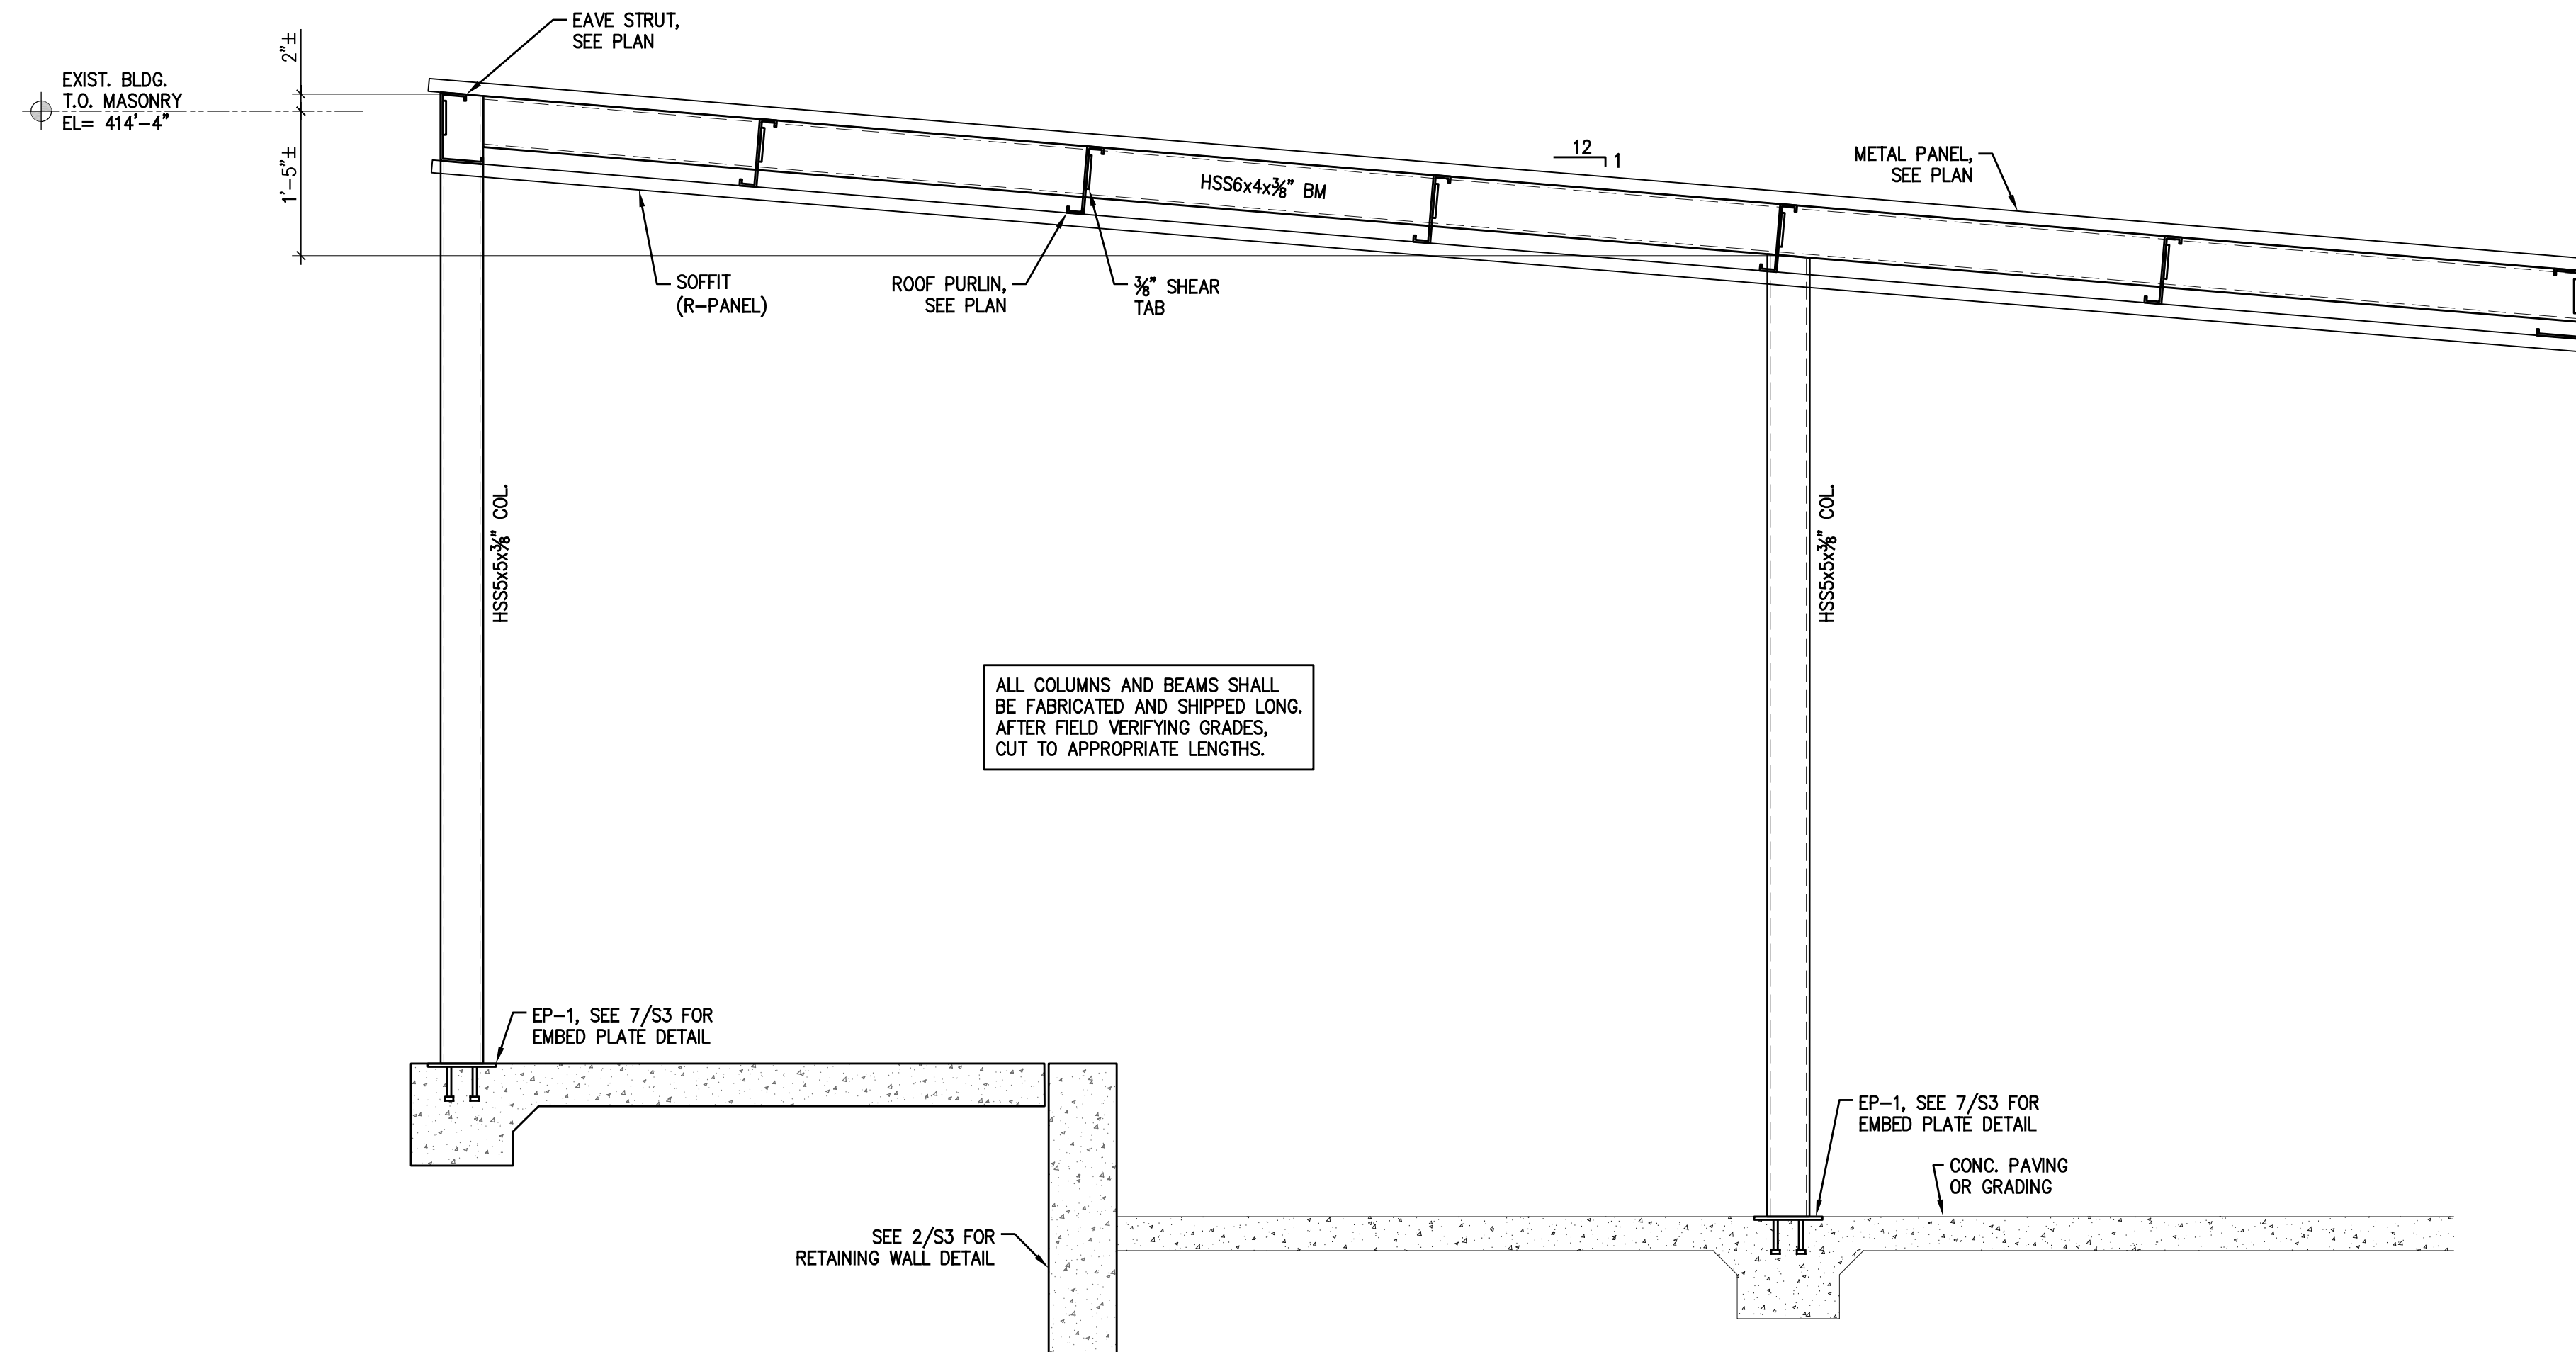 EAVE STRUT,
SEE PLAN
2"±
EXIST. BLDG.
T.O. MASONRY
EL= 414'-4"
1'-5"±
12
1
METAL PANEL,
SEE PLAN
HSS6x4x⅜" BM
SOFFIT
(R-PANEL)
ROOF PURLIN,
SEE PLAN
⅜" SHEAR
TAB
HSS5x5x⅜" COL.
HSS5x5x⅜" COL.
ALL COLUMNS AND BEAMS SHALL
BE FABRICATED AND SHIPPED LONG.
AFTER FIELD VERIFYING GRADES,
CUT TO APPROPRIATE LENGTHS.
EP-1, SEE 7/S3 FOR
EMBED PLATE DETAIL
EP-1, SEE 7/S3 FOR
EMBED PLATE DETAIL
CONC. PAVING
OR GRADING
SEE 2/S3 FOR
RETAINING WALL DETAIL